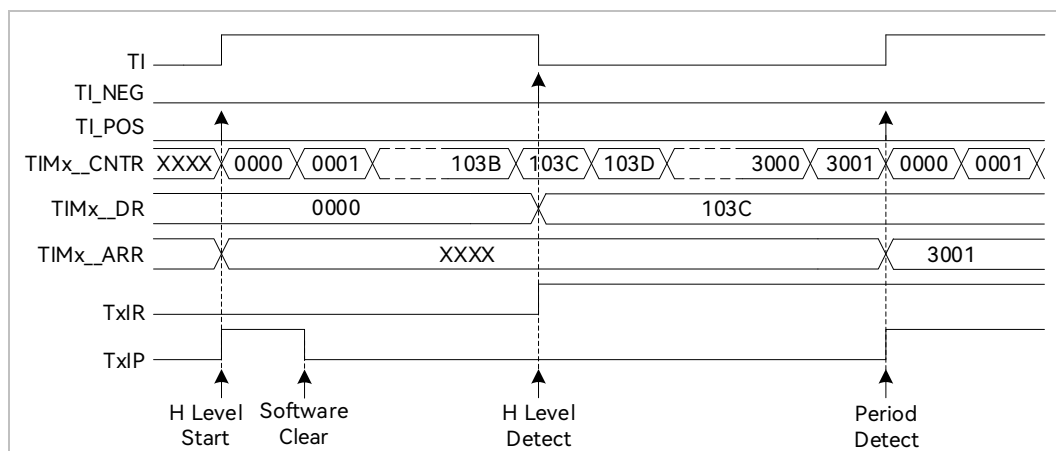 TI
TI_NEG
TI_POS
TIMx__CNTR XXXX 0000 0001 103B 103C 103D 3000 3001 0000 0001
TIMx__DR 0000 103C
TIMx__ARR XXXX 3001
TxIR
TxIP
H Level Software H Level Period
Start Clear Detect Detect